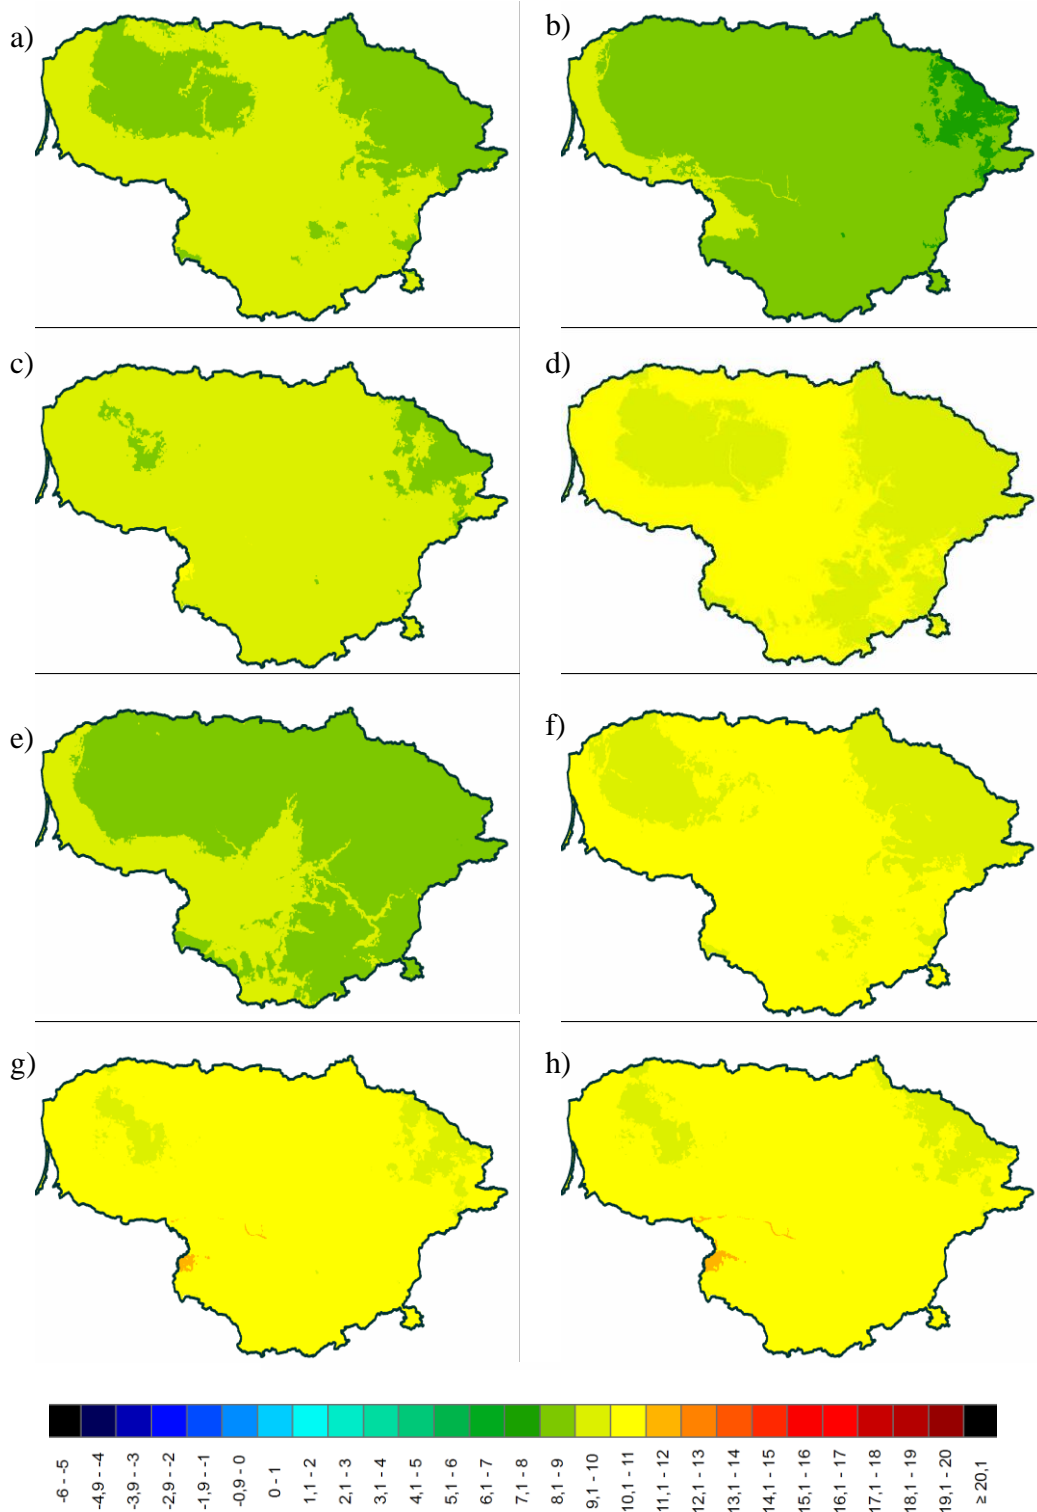 a)
b)
c)
d)
e)
f)
g)
h)
-6 - -5
-4,9 - -4
-3,9 - -3
-2,9 - -2
-1,9 - -1
-0,9 - 0
0 - 1
1,1 - 2
2,1 - 3
3,1 - 4
4,1 - 5
5,1 - 6
6,1 - 7
7,1 - 8
8,1 - 9
9,1 - 10
10,1 - 11
11,1 - 12
12,1 - 13
13,1 - 14
14,1 - 15
15,1 - 16
16,1 - 17
17,1 - 18
18,1 - 19
19,1 - 20
≥ 20,1